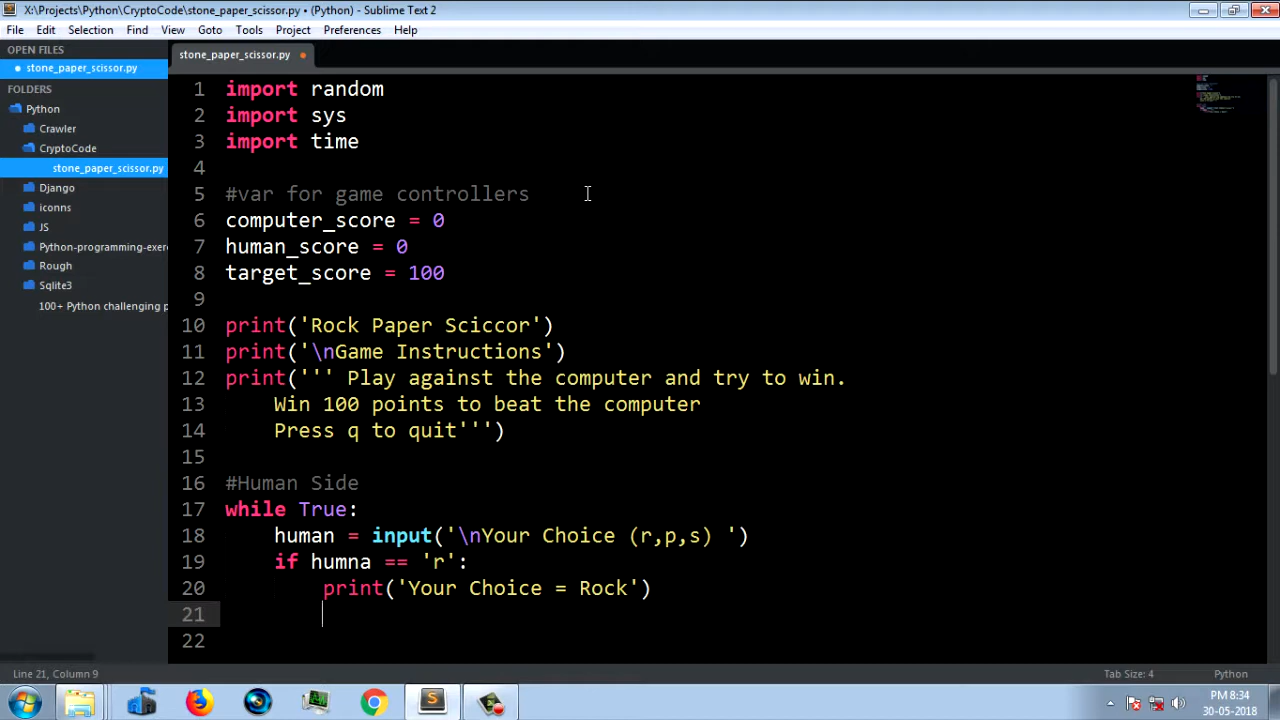 X:\Projects\Python\CryptoCode\stone_paper_scissor.py • (Python) - Sublime Text 2
File Edit Selection Find View Goto Tools Project Preferences Help
OPEN FILES
stone_paper_scissor.py
FOLDERS
Python
Crawler
CryptoCode
stone_paper_scissor.py
Django
iconns
JS
Python-programming-exer
Rough
Sqlite3
100+ Python challenging p
stone_paper_scissor.py
1 import random
2 import sys
3 import time
4
5 #var for game controllers
6 computer_score = 0
7 human_score = 0
8 target_score = 100
9
10 print('Rock Paper Sciccor')
11 print('\nGame Instructions')
12 print(''' Play against the computer and try to win.
13 Win 100 points to beat the computer
14 Press q to quit''')
15
16 #Human Side
17 while True:
18 human = input('\nYour Choice (r,p,s) ')
19 if humna == 'r':
20 print('Your Choice = Rock')
21
22
Line 21, Column 9
Tab Size: 4
Python
PM 8:34
30-05-2018